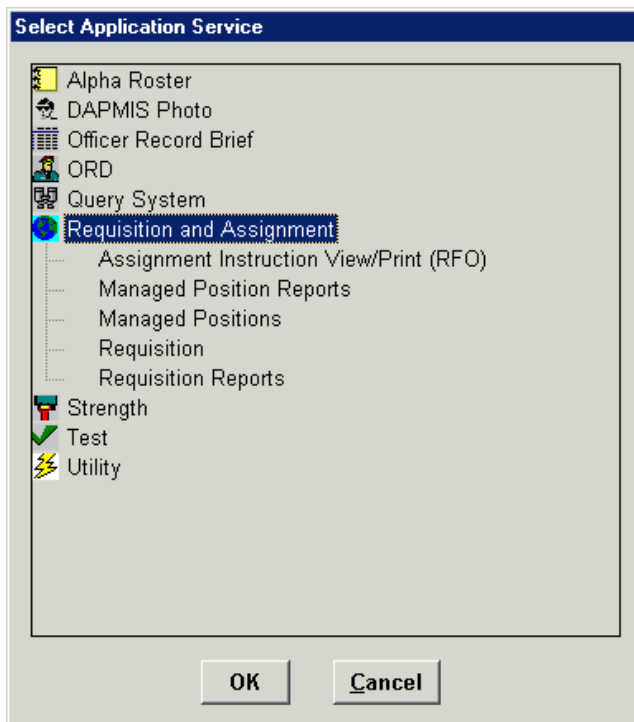 Select Application Service
Alpha Roster
DAPMIS Photo
Officer Record Brief
ORD
Query System
Requisition and Assignment
Assignment Instruction View/Print (RFO)
Managed Position Reports
Managed Positions
Requisition
Requisition Reports
Strength
Test
Utility
OK
Cancel